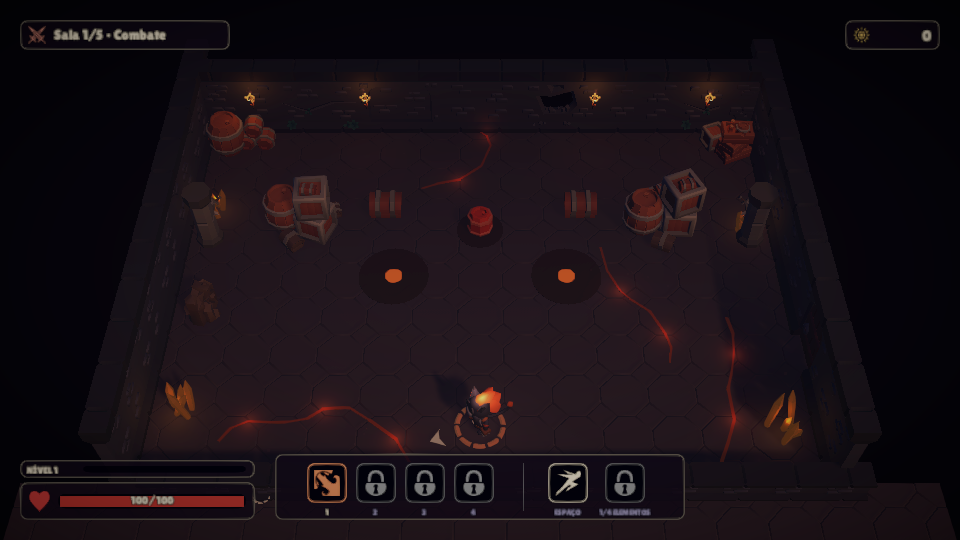 Sala 1/5 - Combate
0
NÍVEL 1
100/100
1
2
3
4
ESPAÇO
1/4 ELEMENTOS